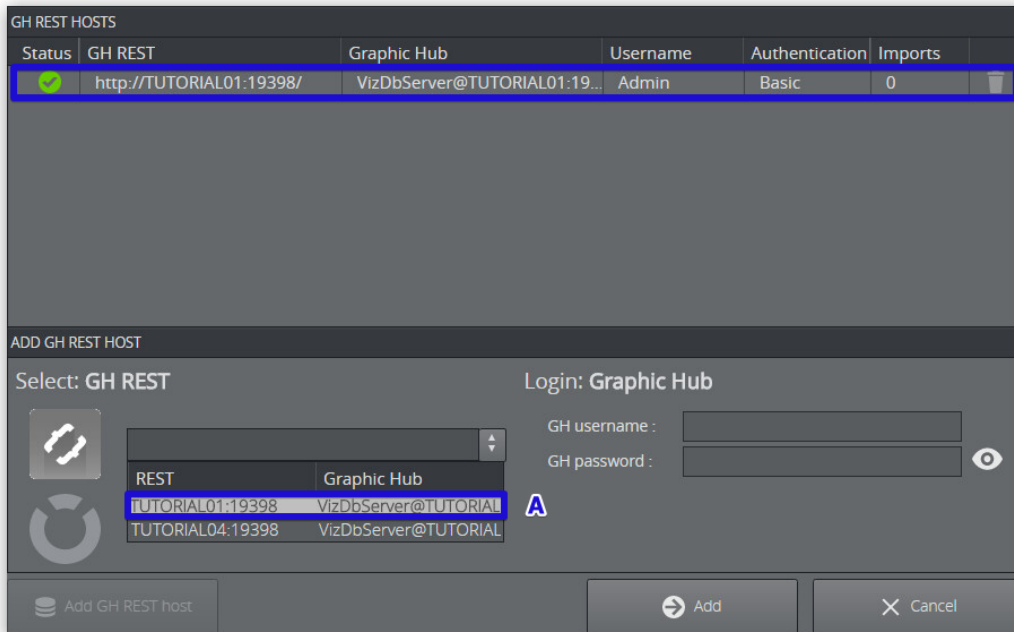 GH REST HOSTS
Status GH REST Graphic Hub Username Authentication Imports
http://TUTORIAL01:19398/ VizDbServer@TUTORIAL01:19... Admin Basic 0
ADD GH REST HOST
Select: GH REST
Login: Graphic Hub
GH username :
GH password :
REST Graphic Hub
TUTORIAL01:19398 VizDbServer@TUTORIAL
A
TUTORIAL04:19398 VizDbServer@TUTORIAL
Add GH REST host
Add
Cancel